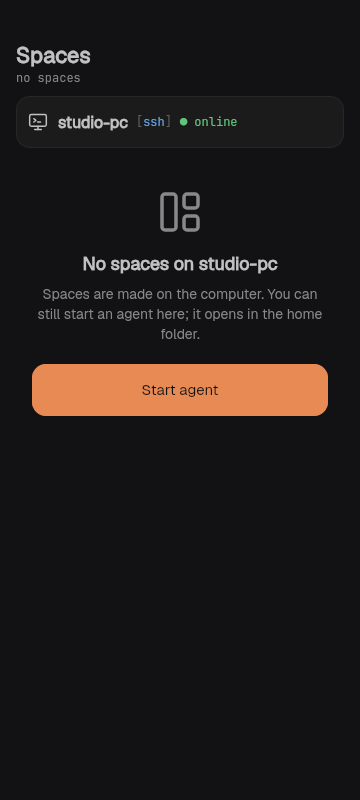 Spaces
no spaces
studio-pc [ssh] ● online
No spaces on studio-pc
Spaces are made on the computer. You can
still start an agent here; it opens in the home
folder.
Start agent